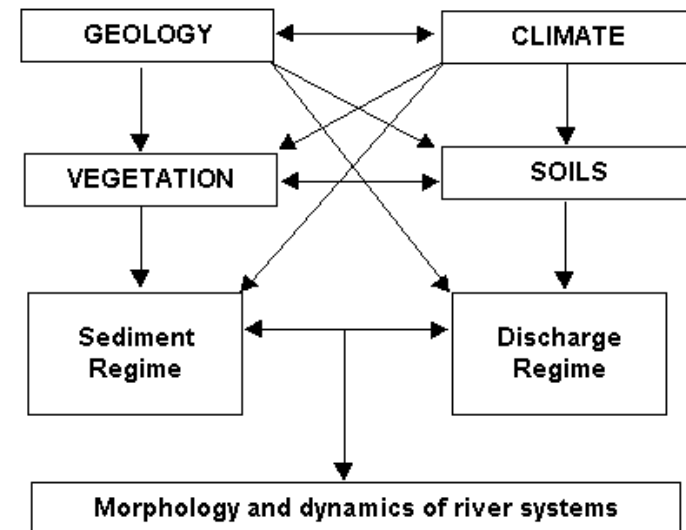 GEOLOGY
CLIMATE
VEGETATION
SOILS
Sediment
Regime
Discharge
Regime
Morphology and dynamics of river systems